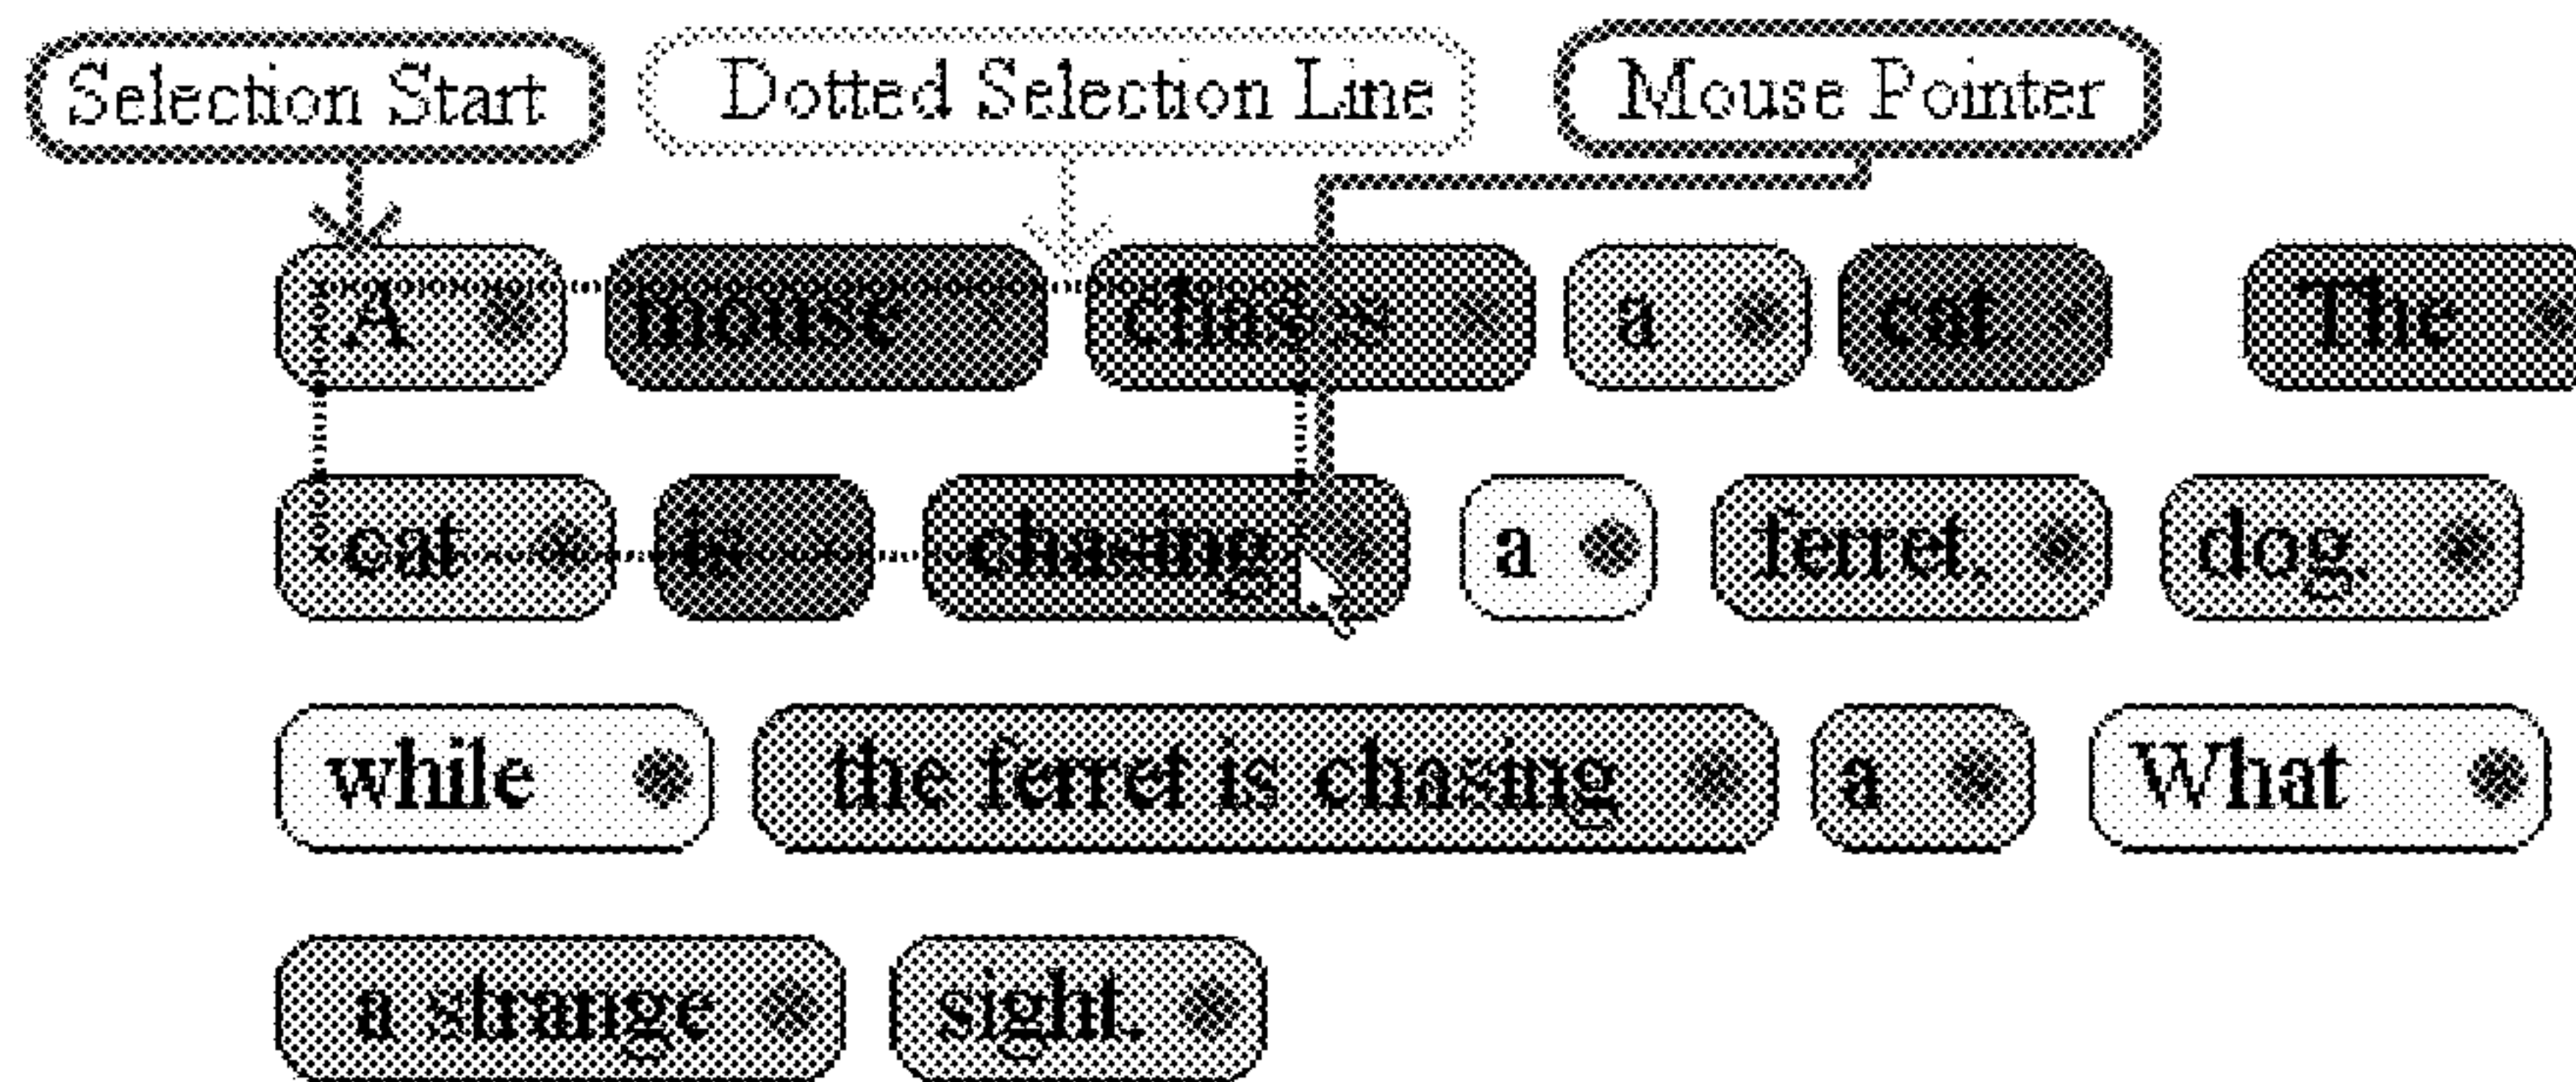 Selection Start Dotted Selection Line Mouse Pointer
A mouse chases a cat. The
cat is chasing a ferret, dog.
while the ferret is chasing a What
a strange sight.